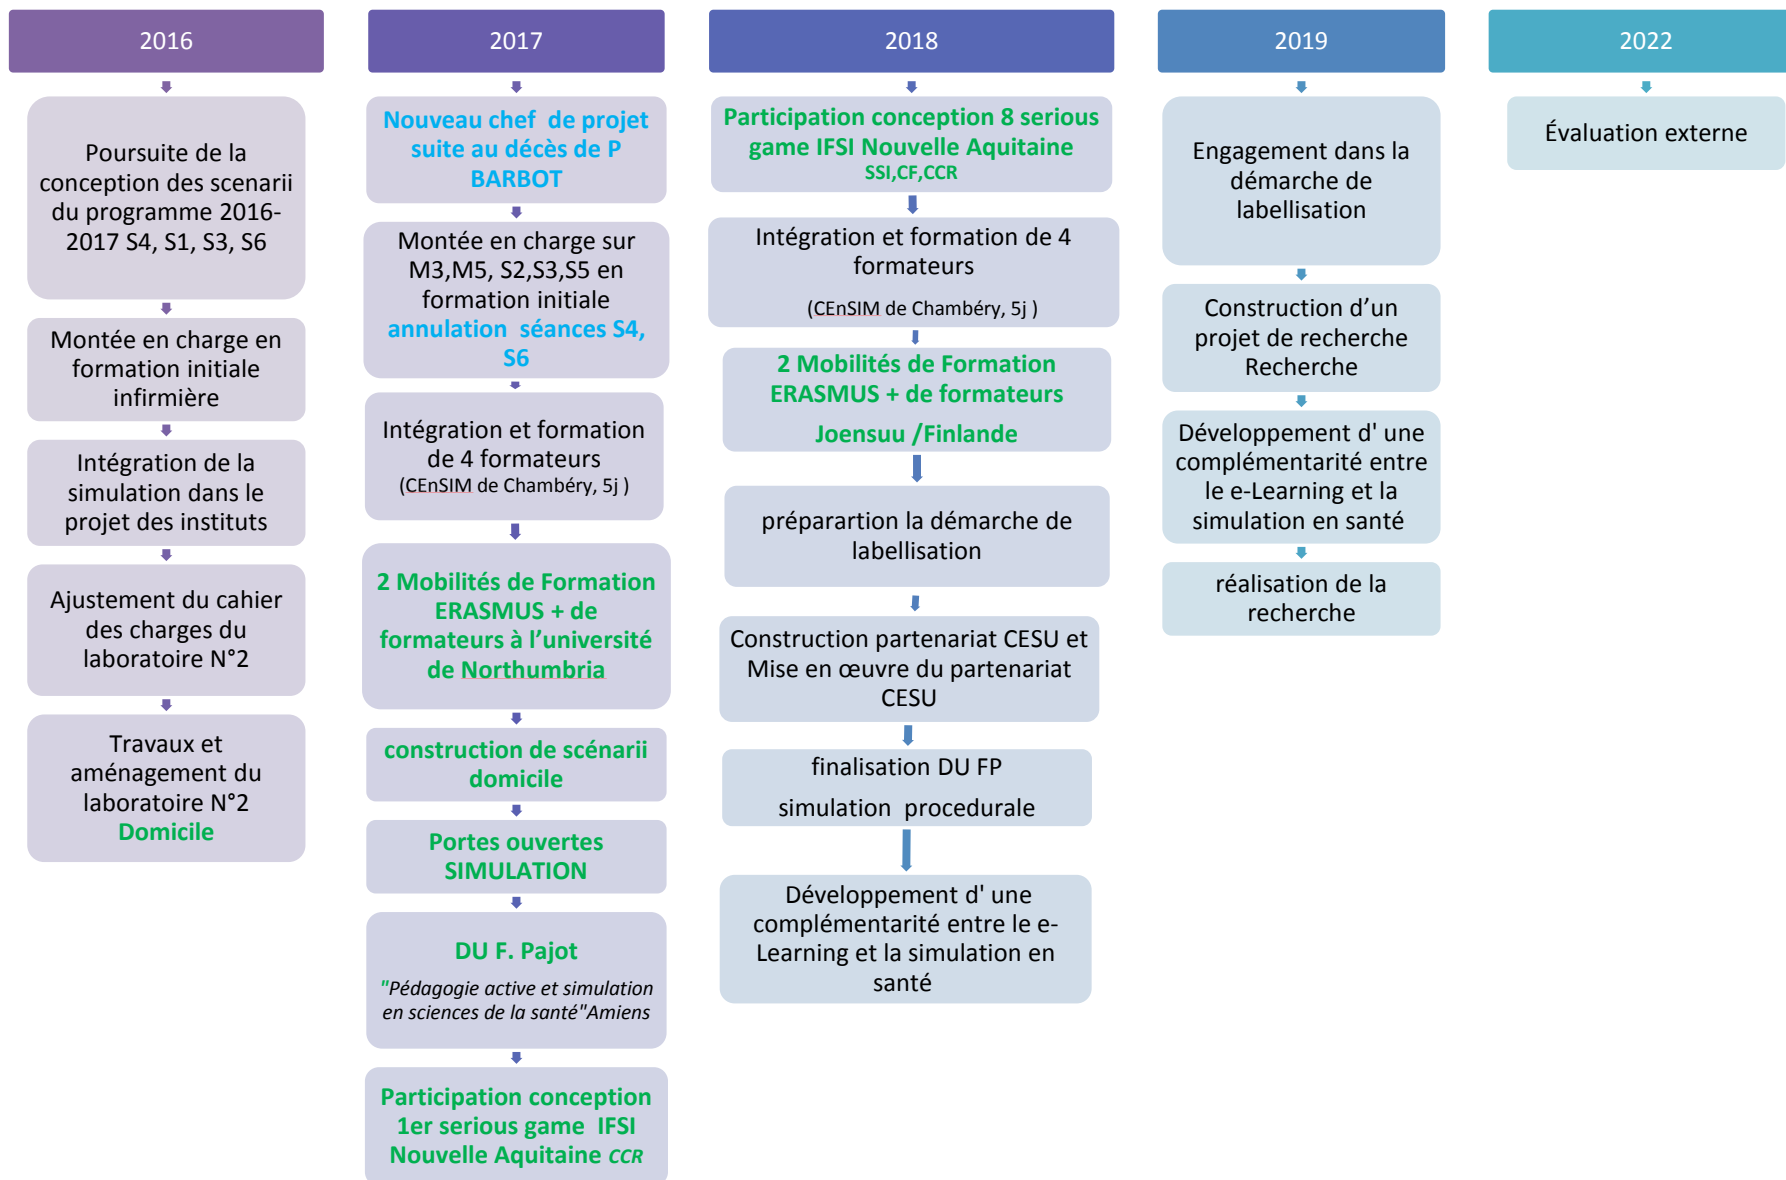 2016
Poursuite de la
conception des scenarii
du programme 2016-
2017 S4, S1, S3, S6
Montée en charge en
formation initiale
infirmière
Intégration de la
simulation dans le
projet des instituts
Ajustement du cahier
des charges du
laboratoire N°2
Travaux et
aménagement du
laboratoire N°2
Domicile
2017
Nouveau chef de projet
suite au décès de P
BARBOT
Montée en charge sur
M3,M5, S2,S3,S5 en
formation initiale
annulation séances S4,
S6
Intégration et formation
de 4 formateurs
(CEnSIM de Chambéry, 5j )
2 Mobilités de Formation
ERASMUS + de
formateurs à l’université
de Northumbria
construction de scénarii
domicile
Portes ouvertes
SIMULATION
DU F. Pajot
"Pédagogie active et simulation
en sciences de la santé"Amiens
Participation conception
1er serious game IFSI
Nouvelle Aquitaine CCR
2018
Participation conception 8 serious
game IFSI Nouvelle Aquitaine
SSI,CF,CCR
Intégration et formation de 4
formateurs
(CEnSIM de Chambéry, 5j )
2 Mobilités de Formation
ERASMUS + de formateurs
Joensuu /Finlande
préparartion la démarche de
labellisation
Construction partenariat CESU et
Mise en œuvre du partenariat
CESU
finalisation DU FP
simulation procedurale
Développement d' une
complémentarité entre le e-
Learning et la simulation en
santé
2019
Engagement dans la
démarche de
labellisation
Construction d’un
projet de recherche
Recherche
Développement d' une
complémentarité entre
le e-Learning et la
simulation en santé
réalisation de la
recherche
2022
Évaluation externe